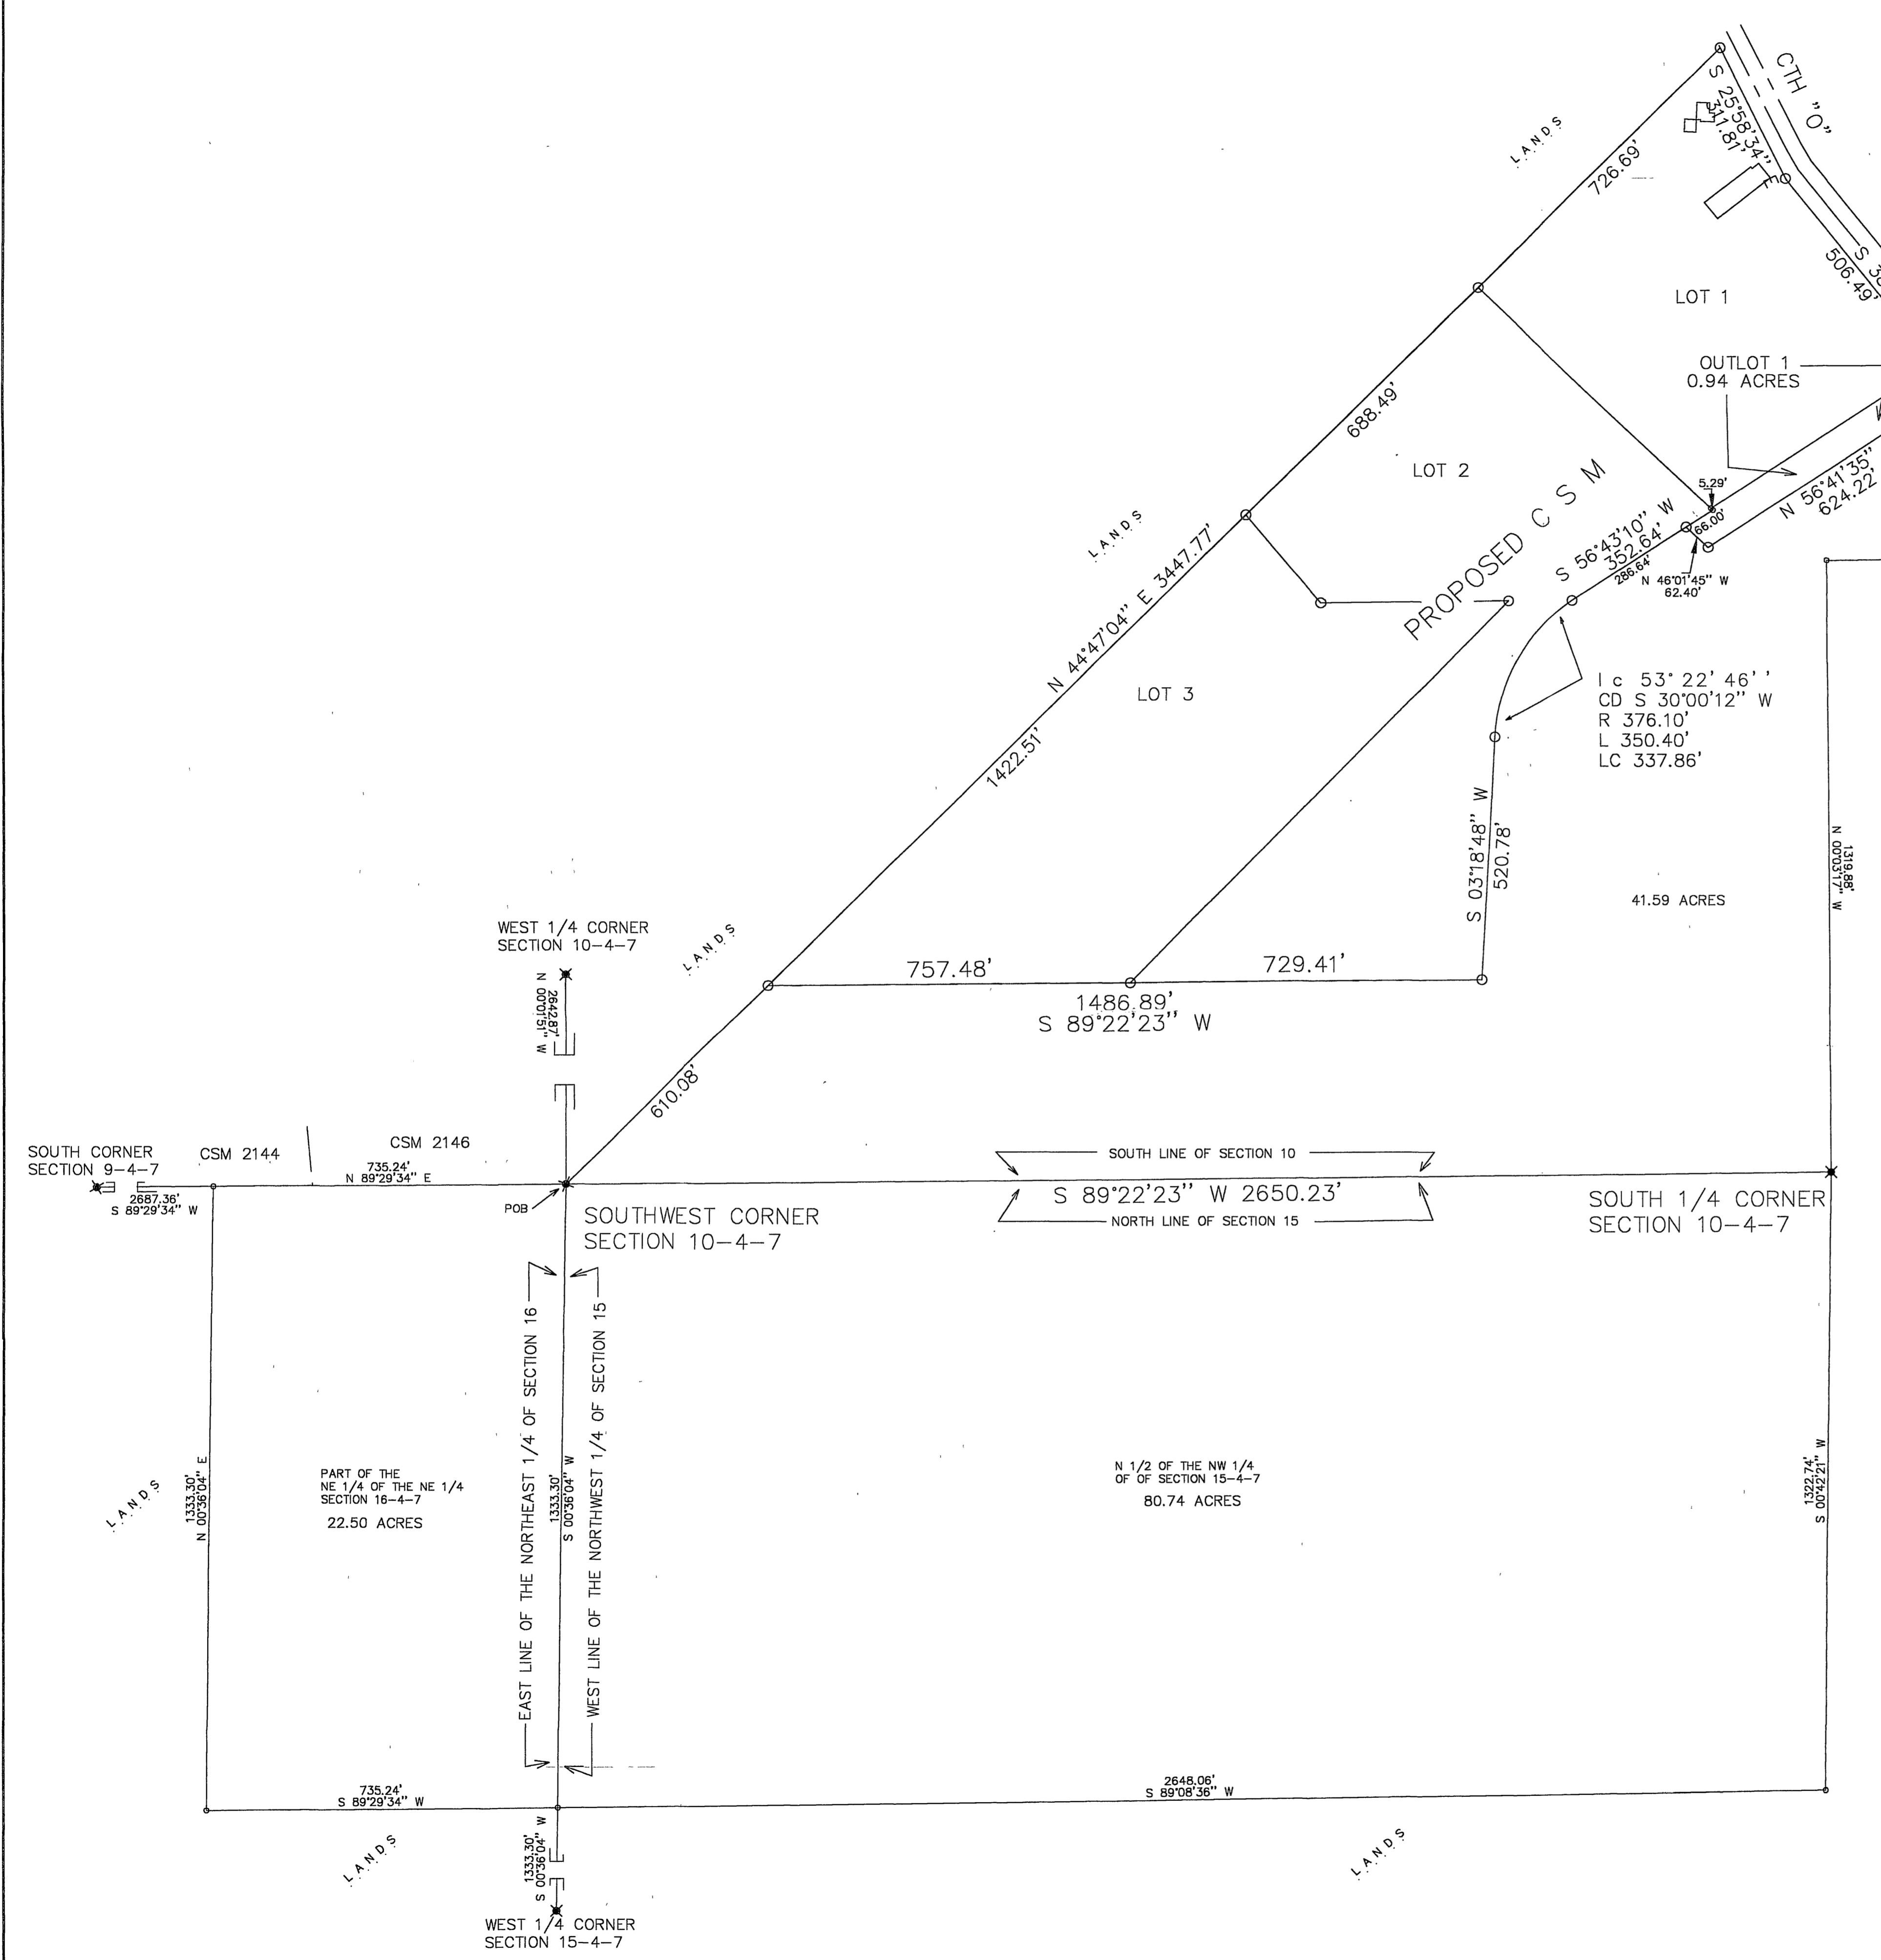 CTH "O"
S 25°58'34" E
311.81'
LANDS
726.69'
506.49'
LOT 1
OUTLOT 1
0.94 ACRES
688.49'
LOT 2
5.29'
N 56°41'35"
624.22'
66.00'
S 56°43'10" W
352.64'
286.64'
N 46°01'45" W
62.40'
PROPOSED C S M
LANDS
N 44°47'04" E 3447.77'
LOT 3
I c 53° 22' 46' '
CD S 30°00'12" W
R 376.10'
L 350.40'
LC 337.86'
1422.51'
S 03°18'48" W
520.78'
1319.88'
N 00°03'17" W
41.59 ACRES
WEST 1/4 CORNER
SECTION 10-4-7
LANDS
757.48'
729.41'
1486.89'
S 89°22'23" W
2642.87'
N 00°01'51" W
610.08'
SOUTH CORNER
SECTION 9-4-7
CSM 2144
CSM 2146
735.24'
N 89°29'34" E
2687.36'
S 89°29'34" W
POB
SOUTH LINE OF SECTION 10
S 89°22'23" W 2650.23'
NORTH LINE OF SECTION 15
SOUTHWEST CORNER
SECTION 10-4-7
SOUTH 1/4 CORNER
SECTION 10-4-7
EAST LINE OF THE NORTHEAST 1/4 OF SECTION 16
WEST LINE OF THE NORTHWEST 1/4 OF SECTION 15
LANDS
1333.30'
N 00°36'04" E
PART OF THE
NE 1/4 OF THE NE 1/4
SECTION 16-4-7
22.50 ACRES
1333.30'
S 00°36'04" W
N 1/2 OF THE NW 1/4
OF OF SECTION 15-4-7
80.74 ACRES
1322.74'
S 00°42'21" W
735.24'
S 89°29'34" W
2648.06'
S 89°08'36" W
LANDS
1333.30'
S 00°36'04" W
LANDS
WEST 1/4 CORNER
SECTION 15-4-7